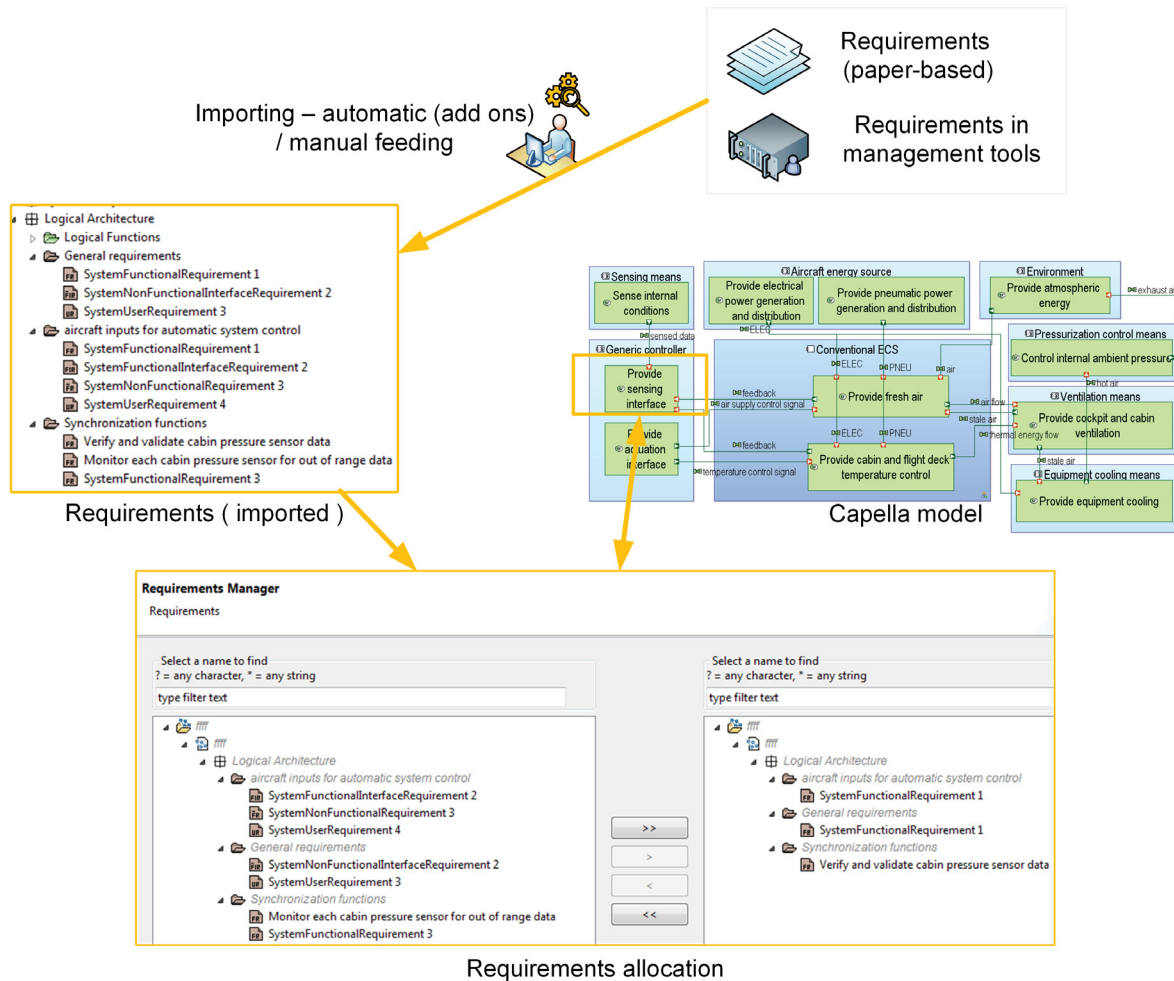 Requirements
(paper-based)
Requirements in
management tools
Importing – automatic (add ons)
/ manual feeding
Logical Architecture
Logical Functions
General requirements
SystemFunctionalRequirement 1
SystemNonFunctionalInterfaceRequirement 2
SystemUserRequirement 3
aircraft inputs for automatic system control
SystemFunctionalRequirement 1
SystemFunctionalInterfaceRequirement 2
SystemNonFunctionalRequirement 3
SystemUserRequirement 4
Synchronization functions
Verify and validate cabin pressure sensor data
Monitor each cabin pressure sensor for out of range data
SystemFunctionalRequirement 3
Requirements ( imported )
Sensing means
Sense internal
conditions
sensed data
Aircraft energy source
Provide electrical
power generation
and distribution
Provide pneumatic power
generation and distribution
ELEC
Environment
Provide atmospheric
energy
exhaust air
Generic controller
Provide
sensing
interface
Provide
aquation
interface
feedback
air supply control signal
feedback
temperature control signal
Conventional ECS
ELEC
PNEU
air
Provide fresh air
ELEC
PNEU
Provide cabin and flight deck
temperature control
Pressurization control means
Control internal ambient pressure
hot air
Ventilation means
air flow
stale air
thermal energy flow
Provide cockpit and cabin
ventilation
stale air
Equipment cooling means
Provide equipment cooling
Capella model
Requirements Manager
Requirements
Select a name to find
? = any character, * = any string
type filter text
ffff
ffff
Logical Architecture
aircraft inputs for automatic system control
SystemFunctionalInterfaceRequirement 2
SystemNonFunctionalRequirement 3
SystemUserRequirement 4
General requirements
SystemNonFunctionalInterfaceRequirement 2
SystemUserRequirement 3
Synchronization functions
Monitor each cabin pressure sensor for out of range data
SystemFunctionalRequirement 3
>>
>
<
<<
Select a name to find
? = any character, * = any string
type filter text
ffff
ffff
Logical Architecture
aircraft inputs for automatic system control
SystemFunctionalRequirement 1
General requirements
SystemFunctionalRequirement 1
Synchronization functions
Verify and validate cabin pressure sensor data
Requirements allocation